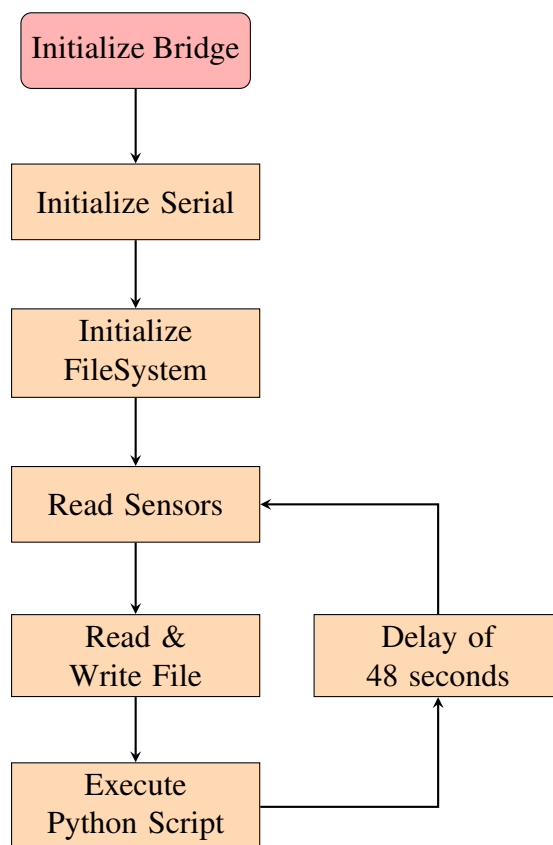 Initialize Bridge
Initialize Serial
Initialize
FileSystem
Read Sensors
Read &
Write File
Delay of
48 seconds
Execute
Python Script